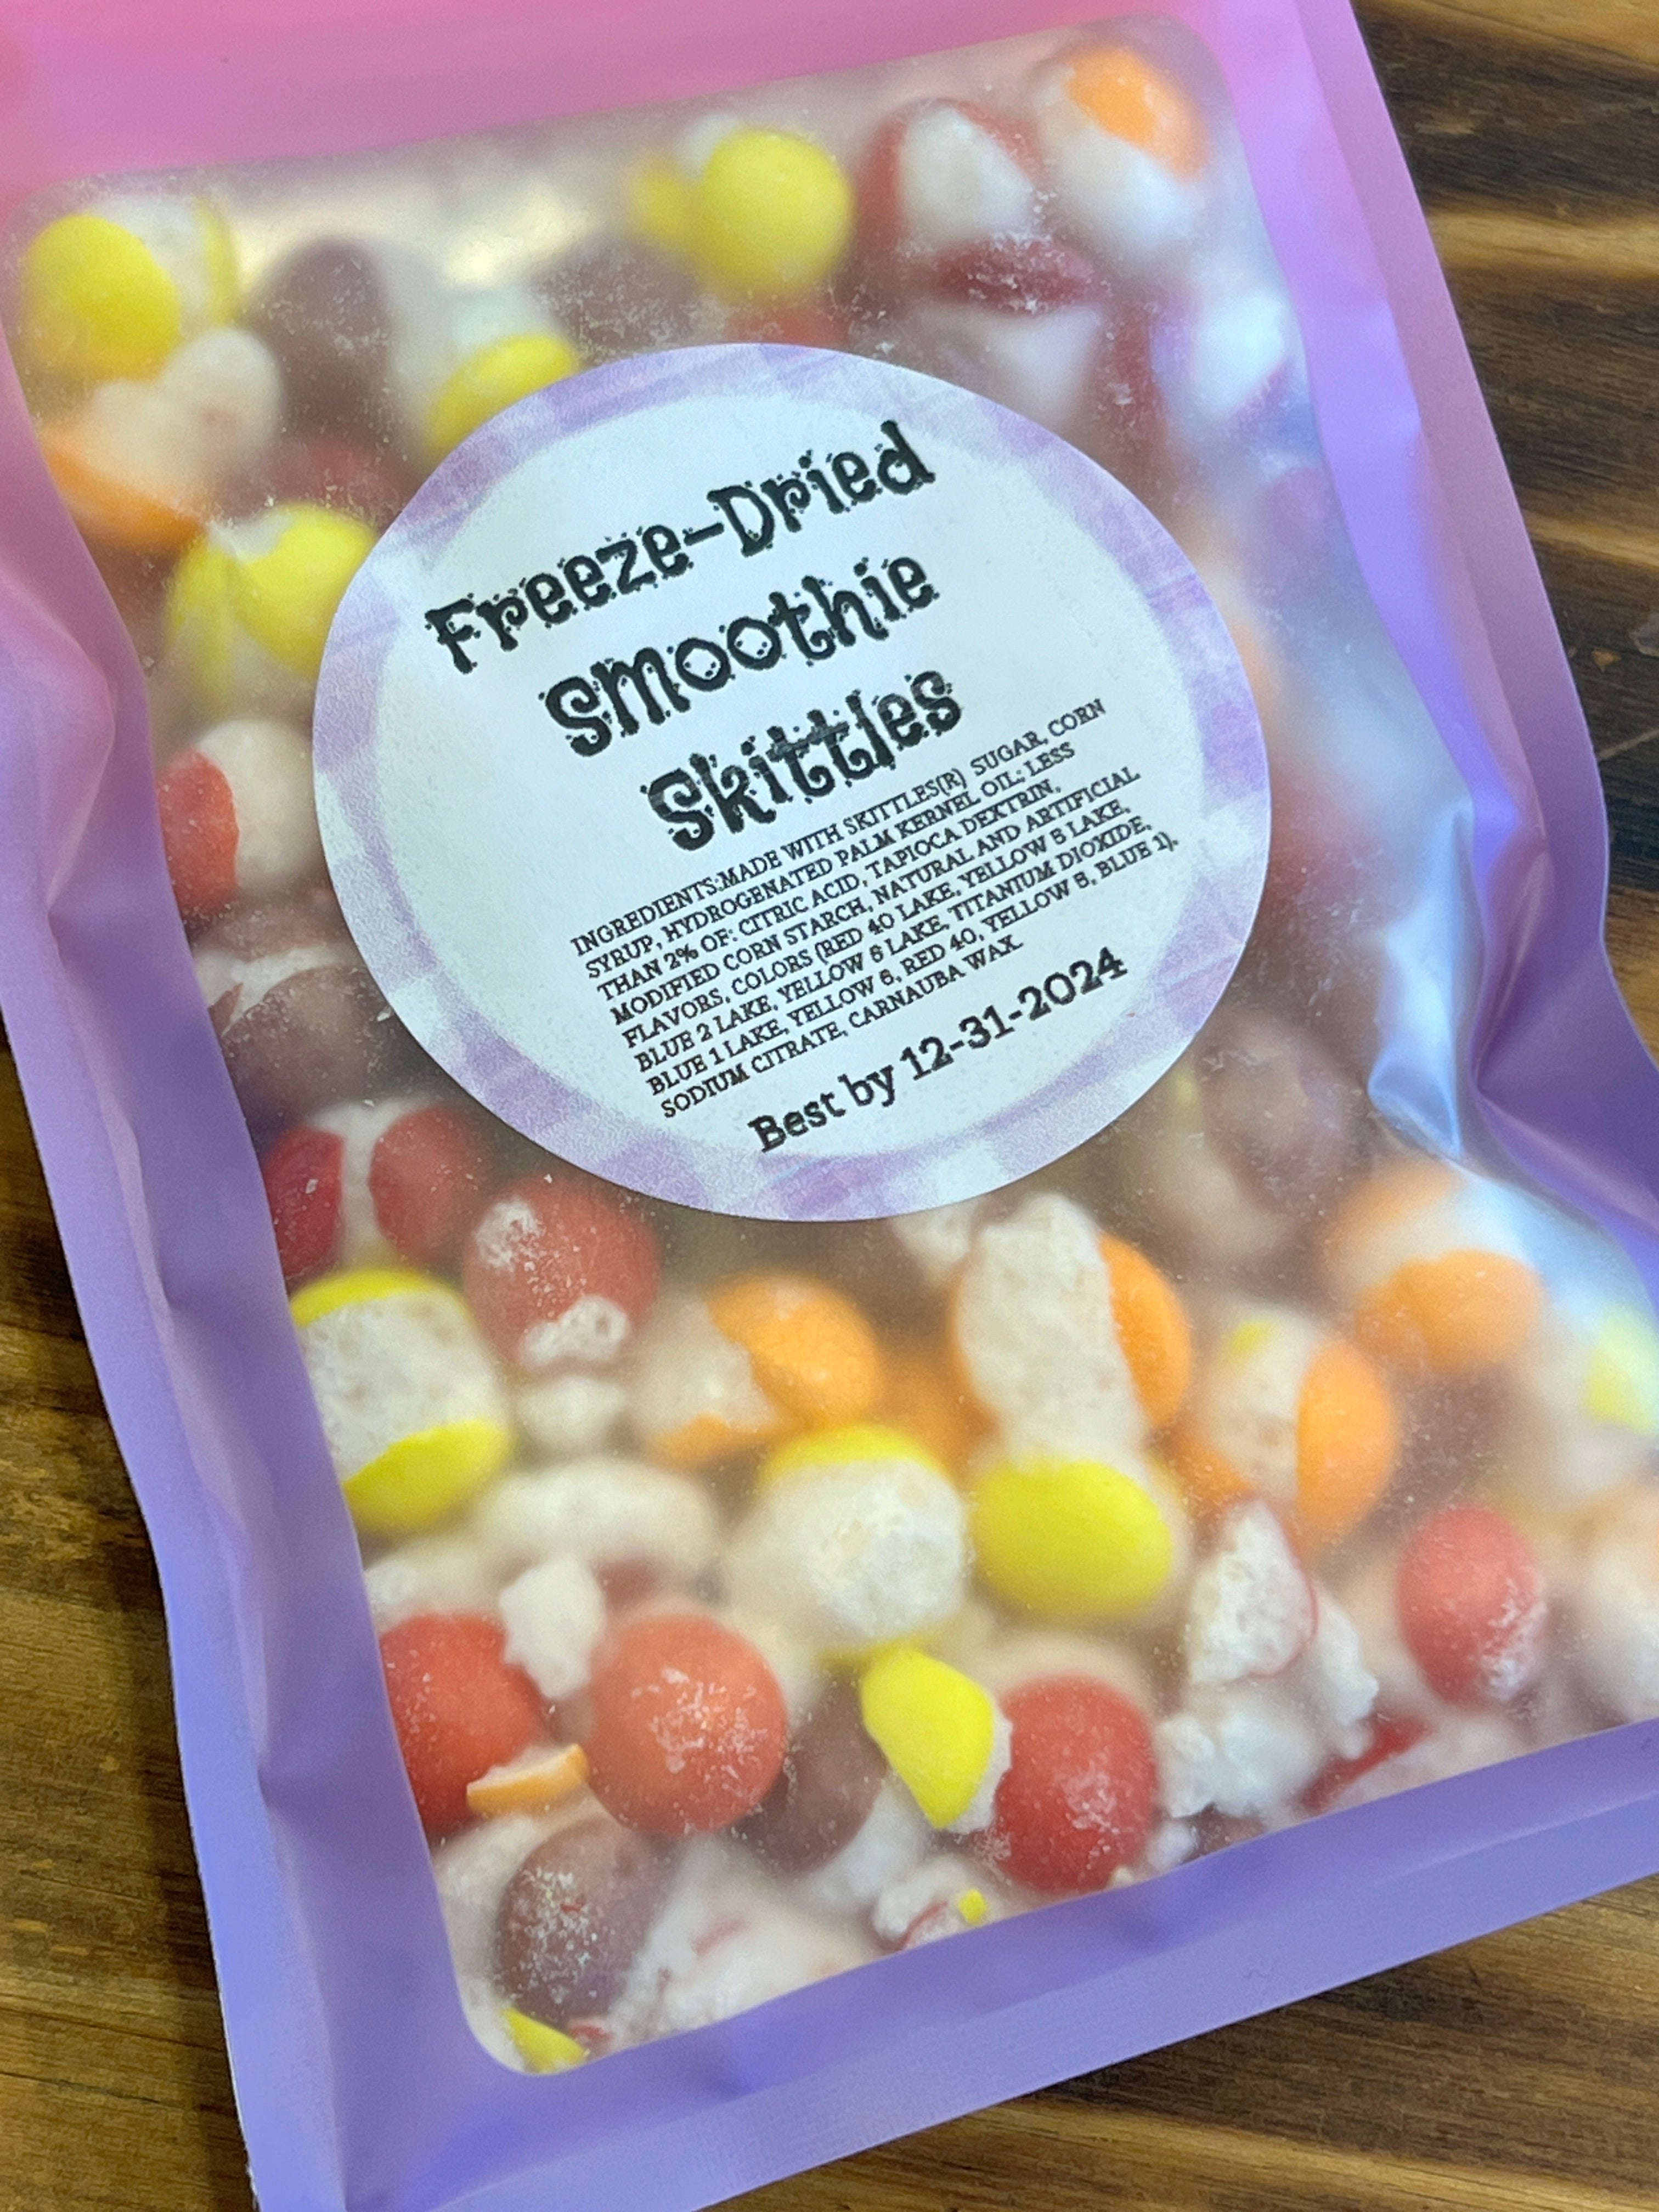 Freeze-Dried
Smoothie
Skittles
INGREDIENTS:MADE WITH SKITTLES(R) SUGAR, CORN
SYRUP, HYDROGENATED PALM KERNEL OIL; LESS
THAN 2% OF: CITRIC ACID, TAPIOCA DEXTRIN,
MODIFIED CORN STARCH, NATURAL AND ARTIFICIAL
FLAVORS, COLORS (RED 40 LAKE, YELLOW 5 LAKE,
BLUE 2 LAKE, YELLOW 6 LAKE, TITANIUM DIOXIDE,
BLUE 1 LAKE, YELLOW 6, RED 40, YELLOW 5, BLUE 1),
SODIUM CITRATE, CARNAUBA WAX.
Best by 12-31-2024